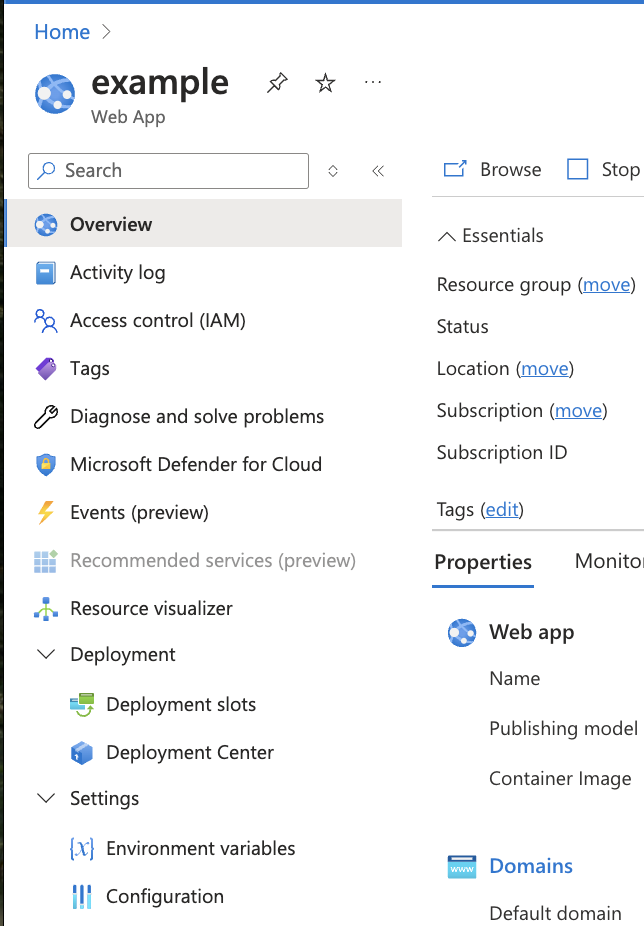 Home
example
Web App
Search
Overview
Activity log
Access control (IAM)
Tags
Diagnose and solve problems
Microsoft Defender for Cloud
Events (preview)
Recommended services (preview)
Resource visualizer
Deployment
Deployment slots
Deployment Center
Settings
{x} Environment variables
Configuration
Browse
Stop
Essentials
Resource group (move)
Status
Location (move)
Subscription (move)
Subscription ID
Tags (edit)
Properties
Monitor
Web app
Name
Publishing model
Container Image
www Domains
Default domain